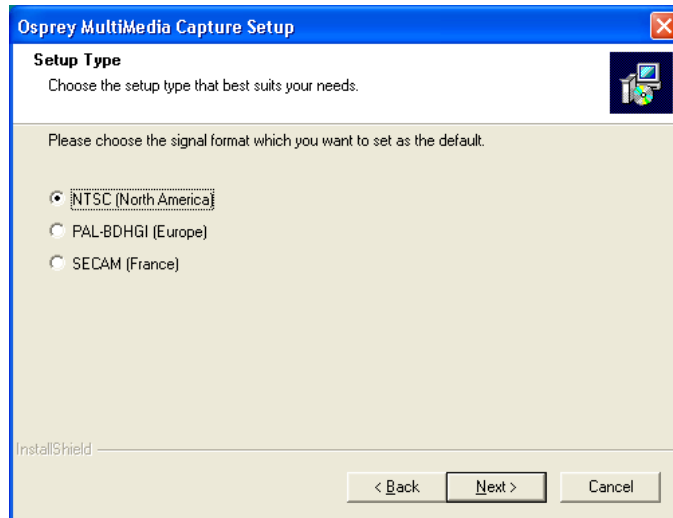 Osprey MultiMedia Capture Setup
Setup Type
Choose the setup type that best suits your needs.
Please choose the signal format which you want to set as the default.
NTSC (North America)
PAL-BDHGI (Europe)
SECAM (France)
InstallShield
< Back Next > Cancel